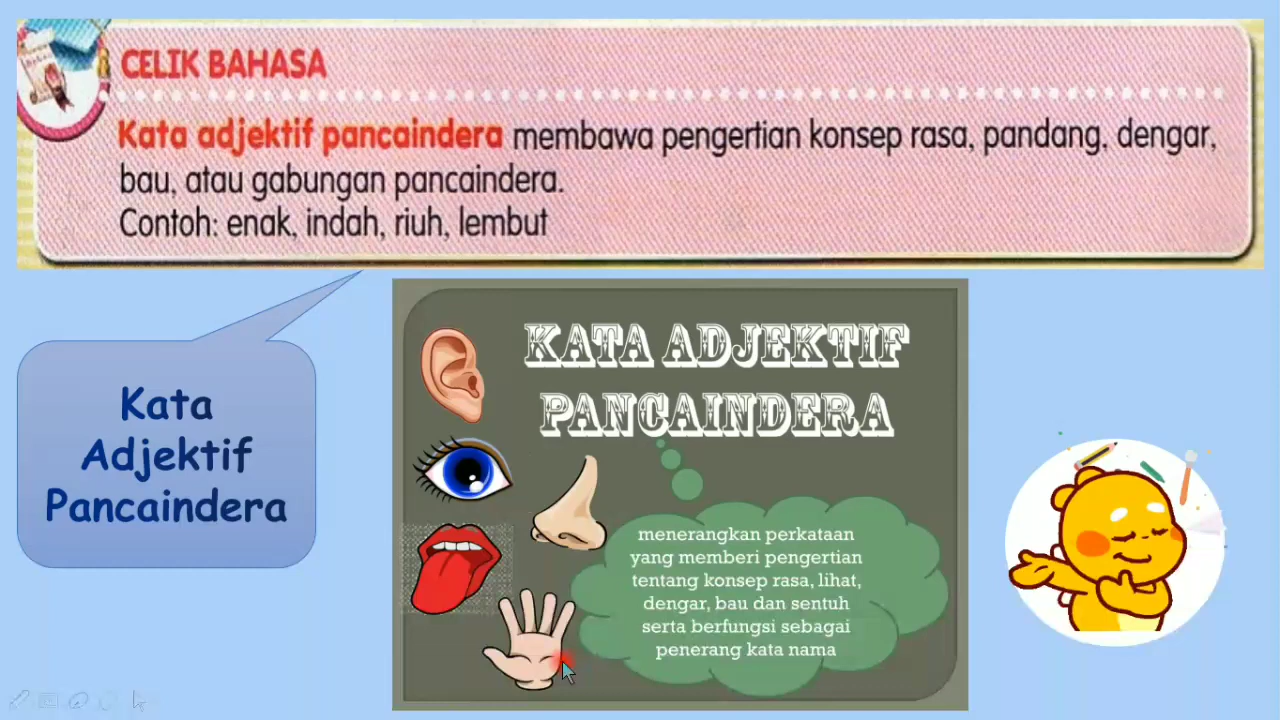 CELIK BAHASA
Kata adjektif pancaindera membawa pengertian konsep rasa, pandang, dengar,
bau, atau gabungan pancaindera.
Contoh: enak, indah, riuh, lembut
Kata
Adjektif
Pancaindera
KATA ADJEKTIF
PANCAINDERA
menerangkan perkataan
yang memberi pengertian
tentang konsep rasa, lihat,
dengar, bau dan sentuh
serta berfungsi sebagai
penerang kata nama